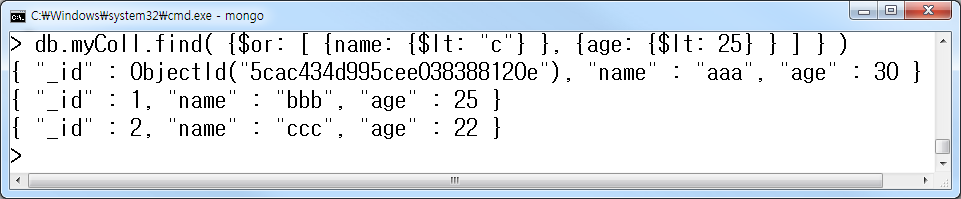 C:₩Windows₩system32₩cmd.exe - mongo
> db.myColl.find( {$or: [ {name: {$lt: "c"} }, {age: {$lt: 25} } ] } )
{ "_id" : ObjectId("5cac434d995cee038388120e"), "name" : "aaa", "age" : 30 }
{ "_id" : 1, "name" : "bbb", "age" : 25 }
{ "_id" : 2, "name" : "ccc", "age" : 22 }
>